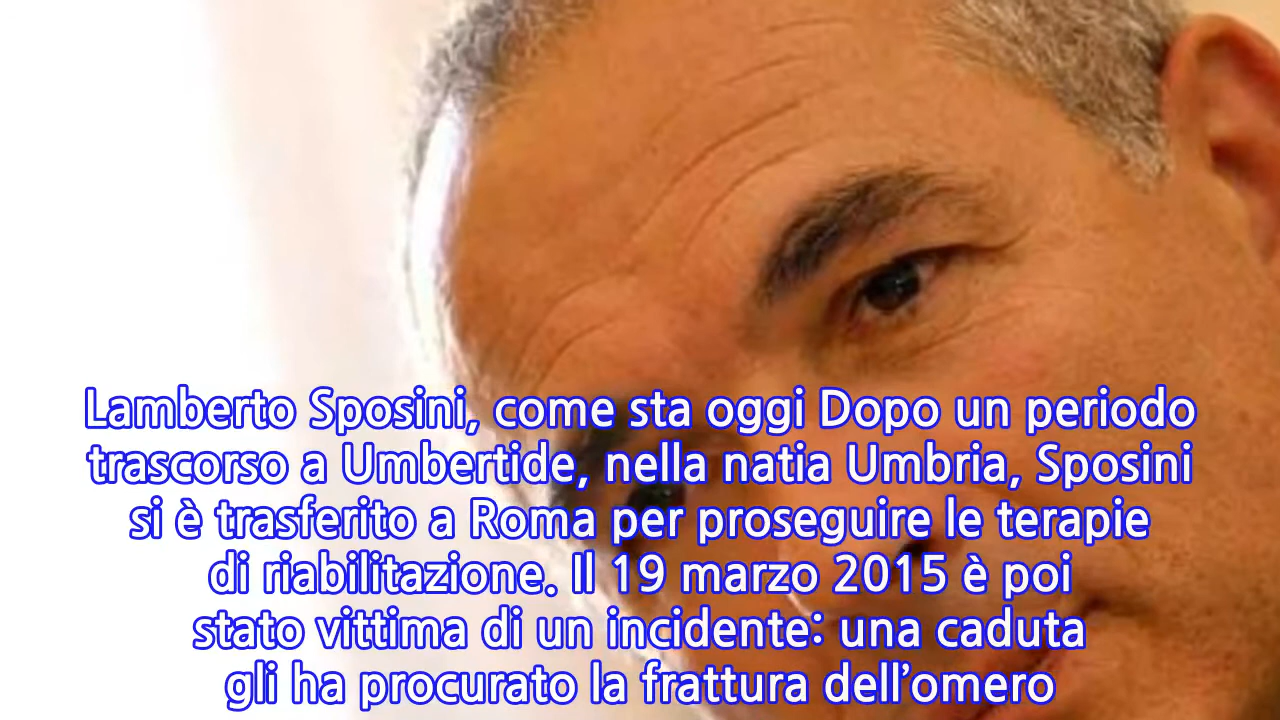 Lamberto Sposini, come sta oggi Dopo un periodo
trascorso a Umbertide, nella natia Umbria, Sposini
si è trasferito a Roma per proseguire le terapie
di riabilitazione. Il 19 marzo 2015 è poi
stato vittima di un incidente: una caduta
gli ha procurato la frattura dell’omero